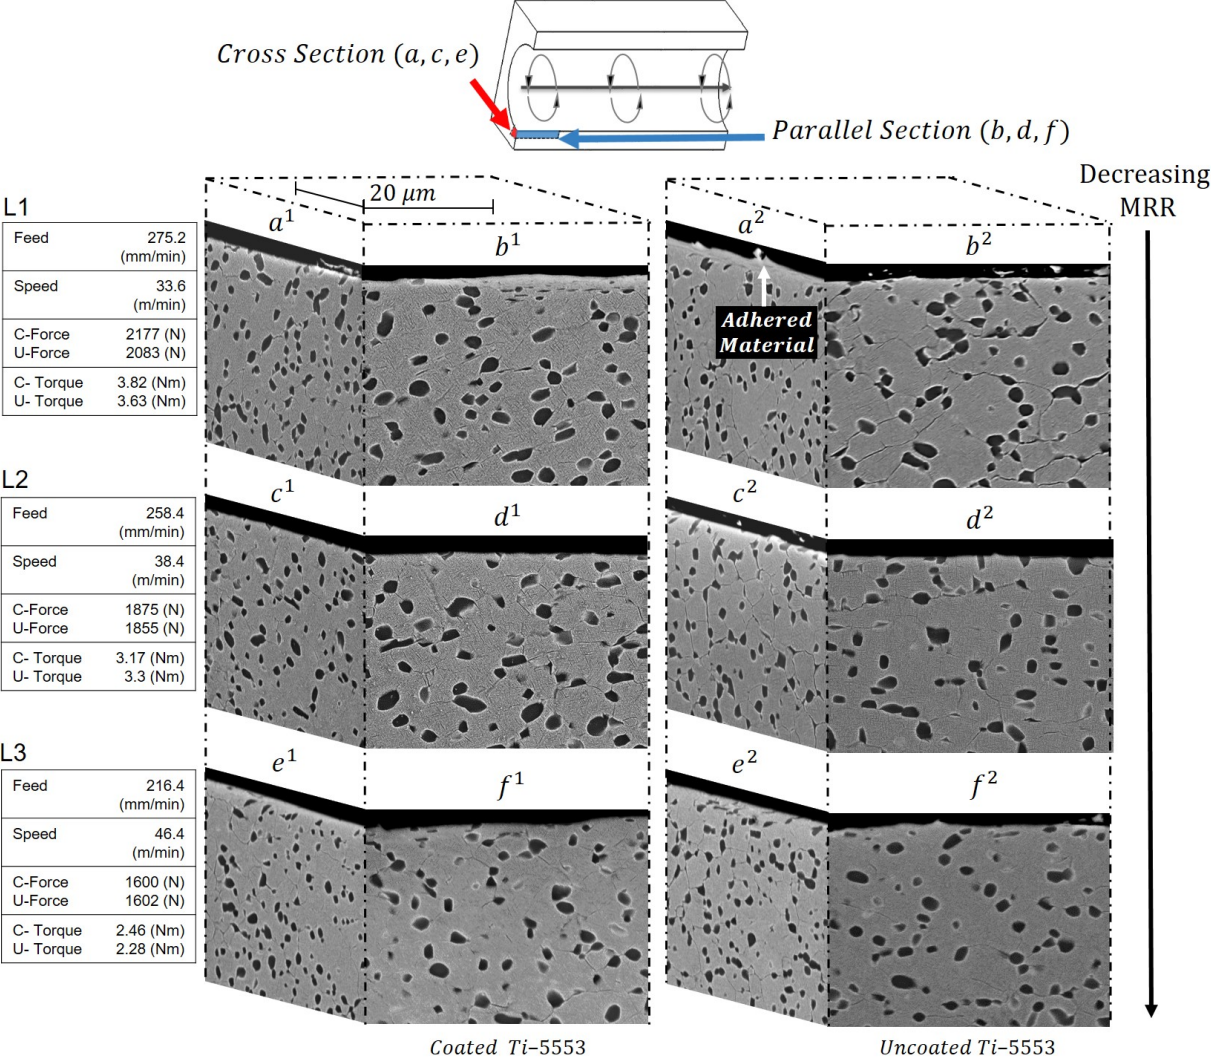 Cross Section (a, c, e)
Parallel Section (b, d, f)
Decreasing
MRR
20 μm
L1
Feed 275.2
(mm/min)
Speed 33.6
(m/min)
C-Force 2177 (N)
U-Force 2083 (N)
C- Torque 3.82 (Nm)
U- Torque 3.63 (Nm)
a¹
b¹
a²
b²
Adhered
Material
L2
Feed 258.4
(mm/min)
Speed 38.4
(m/min)
C-Force 1875 (N)
U-Force 1855 (N)
C- Torque 3.17 (Nm)
U- Torque 3.3 (Nm)
c¹
d¹
c²
d²
L3
Feed 216.4
(mm/min)
Speed 46.4
(m/min)
C-Force 1600 (N)
U-Force 1602 (N)
C- Torque 2.46 (Nm)
U- Torque 2.28 (Nm)
e¹
f¹
e²
f²
Coated Ti–5553
Uncoated Ti–5553